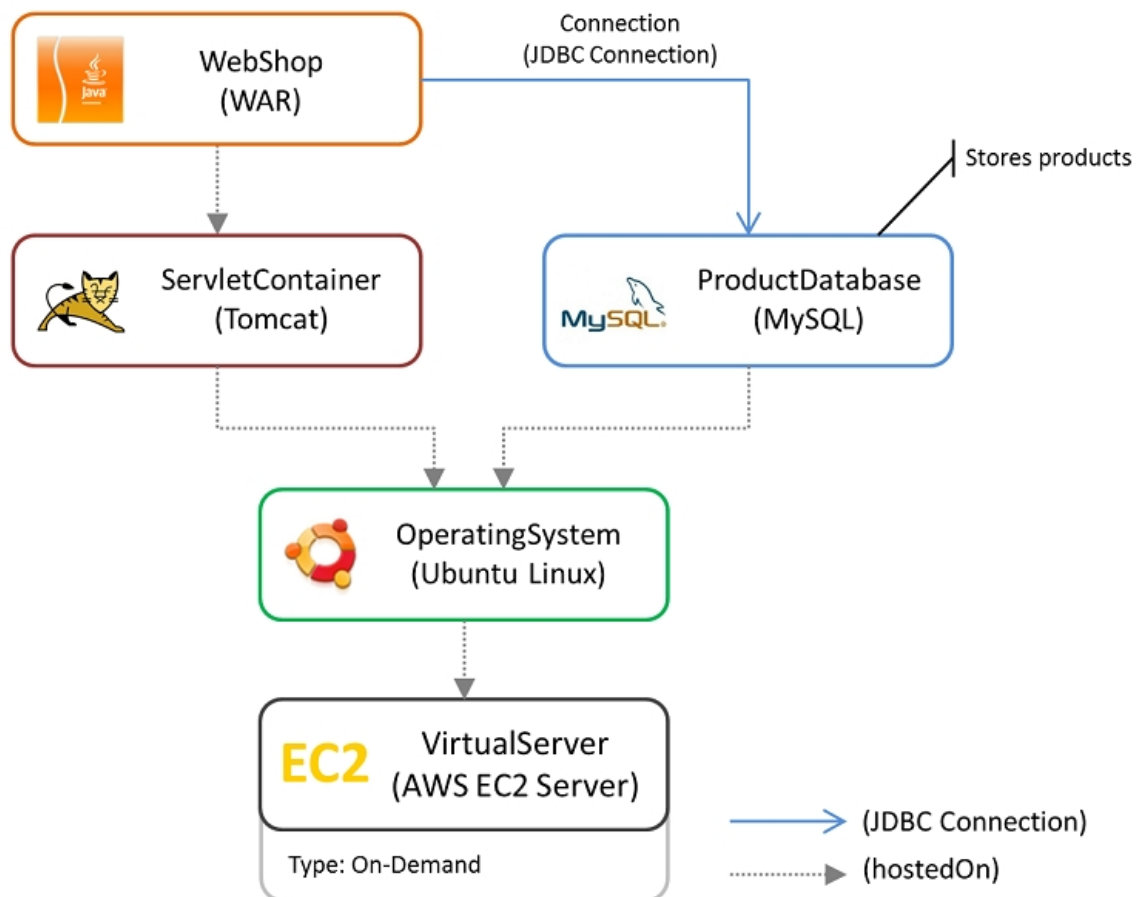 Connection
(JDBC Connection)
WebShop
(WAR)
Java
Stores products
ServletContainer
(Tomcat)
MySQL®
ProductDatabase
(MySQL)
OperatingSystem
(Ubuntu Linux)
EC2
VirtualServer
(AWS EC2 Server)
Type: On-Demand
(JDBC Connection)
(hostedOn)